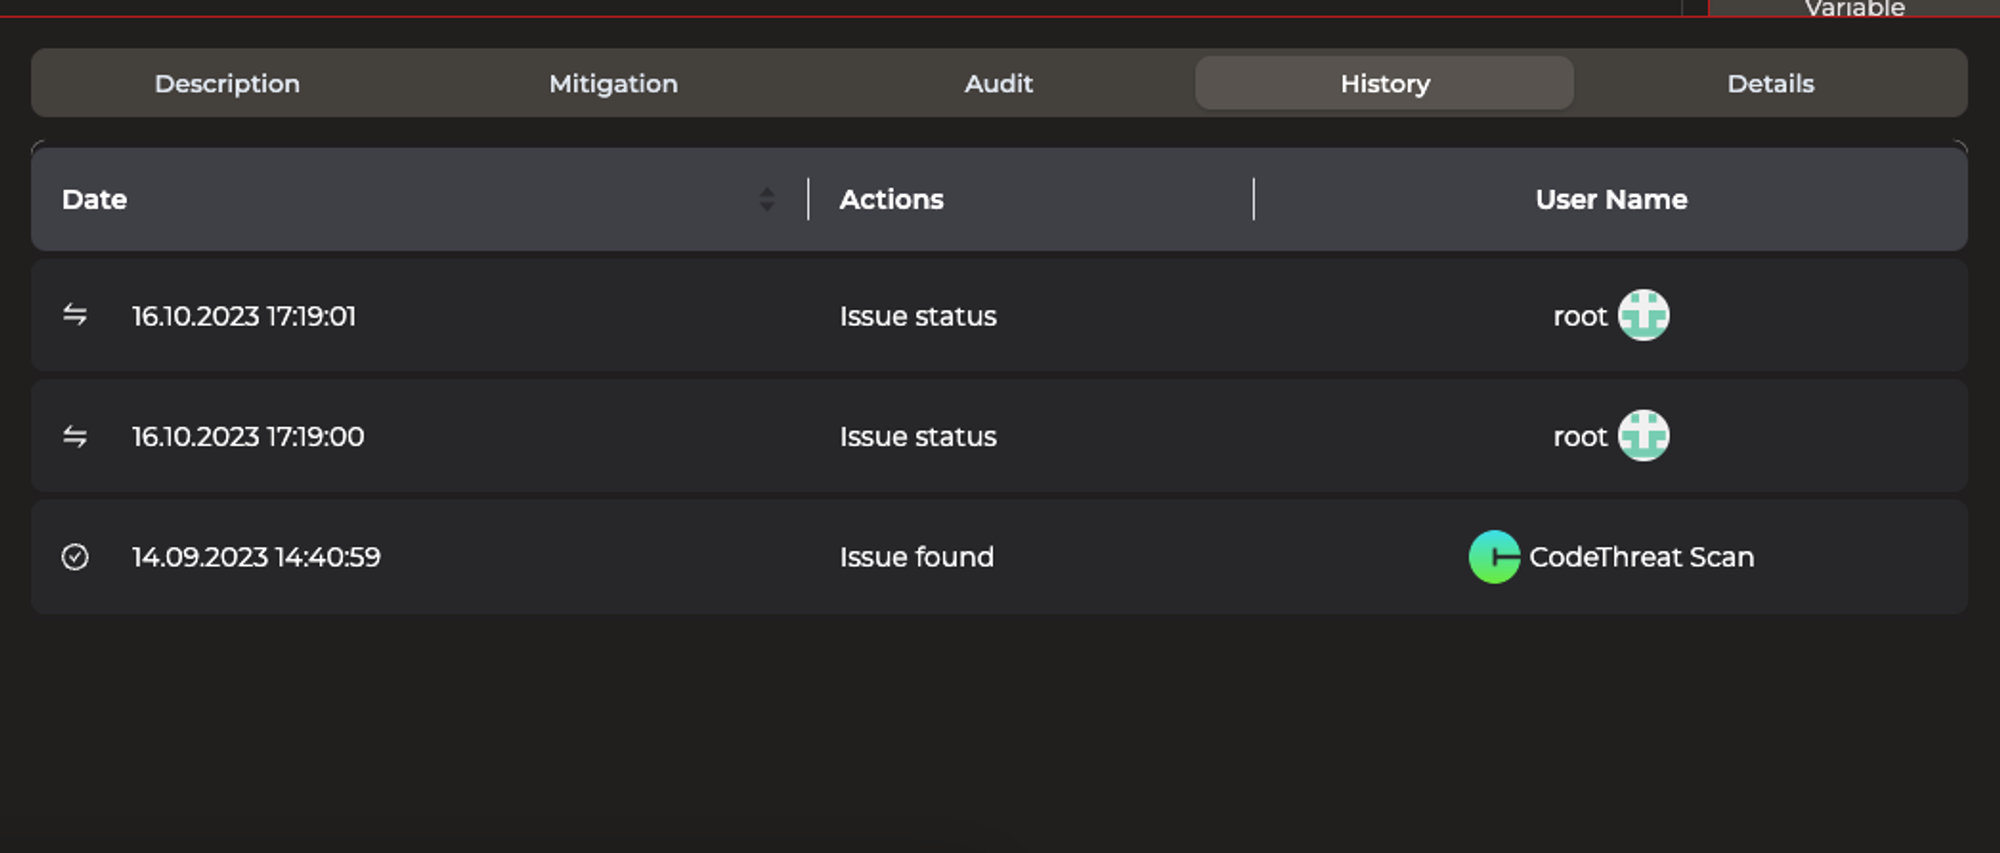 Variable
Description Mitigation Audit History Details
Date Actions User Name
16.10.2023 17:19:01 Issue status root
16.10.2023 17:19:00 Issue status root
14.09.2023 14:40:59 Issue found CodeThreat Scan